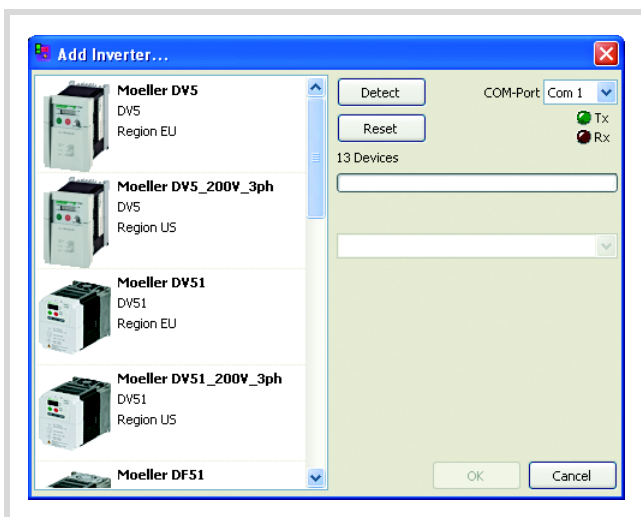 Add Inverter...
Moeller DV5
DV5
Region EU
Moeller DV5_200V_3ph
DV5
Region US
Moeller DV51
DV51
Region EU
Moeller DV51_200V_3ph
DV51
Region US
Moeller DF51
Detect
COM-Port Com 1
Tx
Reset
Rx
13 Devices
OK
Cancel